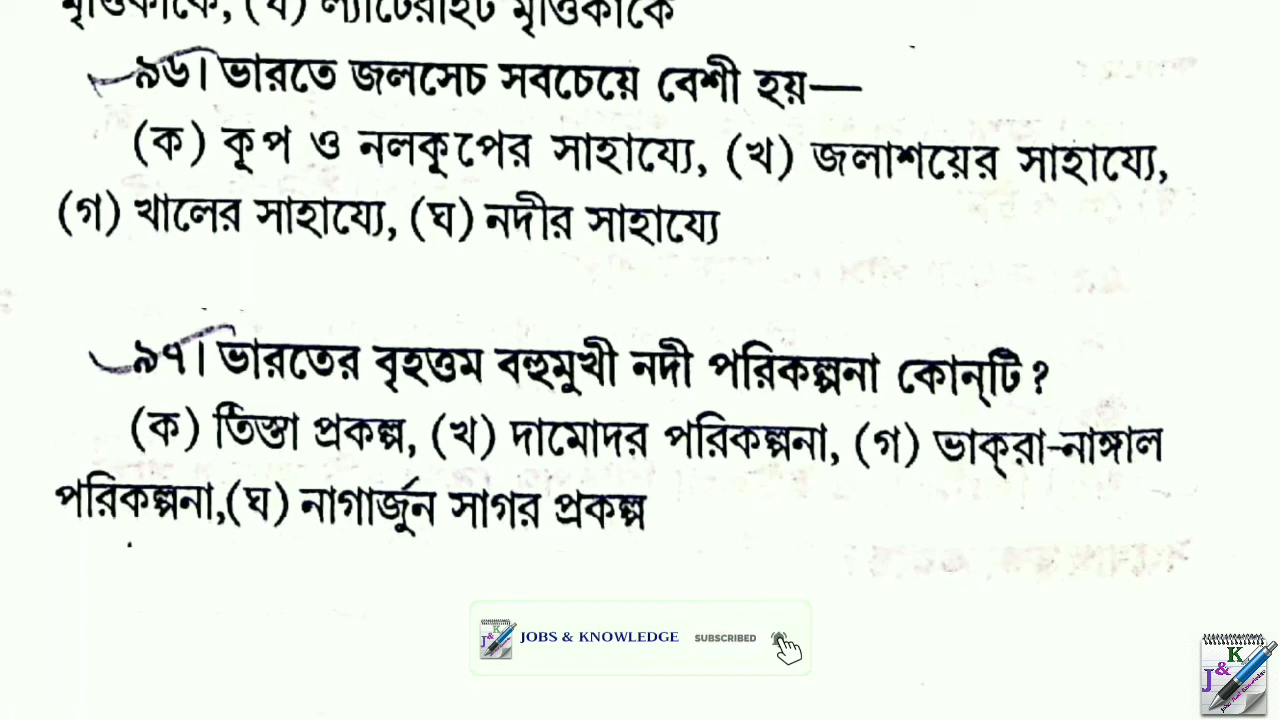 মৃত্তিকাকে, (ঘ) ল্যাটেরাইট মৃত্তিকাকে
৯৬। ভারতে জলসেচ সবচেয়ে বেশী হয়—
(ক) কূপ ও নলকূপের সাহায্যে, (খ) জলাশয়ের সাহায্যে,
(গ) খালের সাহায্যে, (ঘ) নদীর সাহায্যে
৯৭। ভারতের বৃহত্তম বহুমুখী নদী পরিকল্পনা কোন্‌টি ?
(ক) তিস্তা প্রকল্প, (খ) দামোদর পরিকল্পনা, (গ) ভাক্‌রা-নাঙ্গাল
পরিকল্পনা,(ঘ) নাগার্জুন সাগর প্রকল্প
JOBS & KNOWLEDGE SUBSCRIBED
J&K